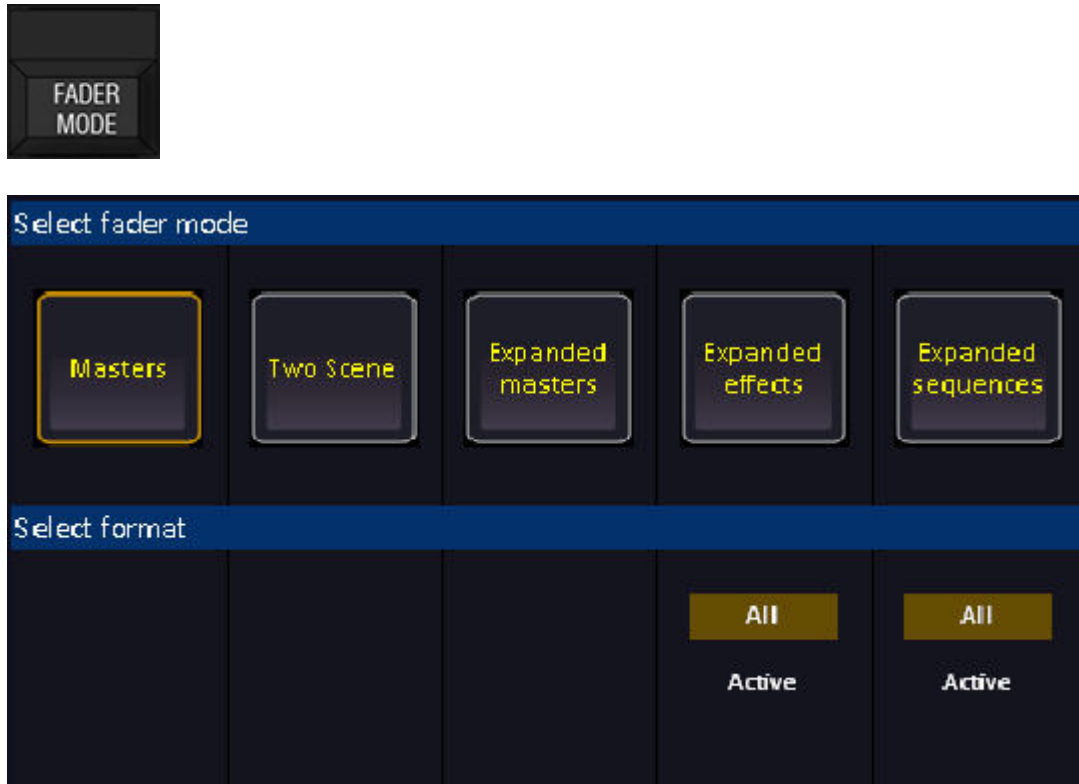 FADER
MODE
Select fader mode
Masters
Two Scene
Expanded
masters
Expanded
effects
Expanded
sequences
Select format
All
All
Active
Active